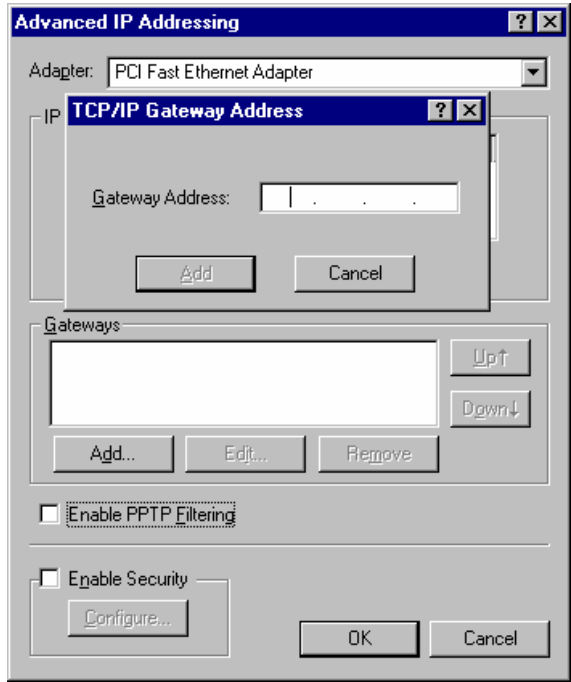 Advanced IP Addressing
Adapter: PCI Fast Ethernet Adapter
IP
TCP/IP Gateway Address
Gateway Address: . . .
Add Cancel
Gateways
Up↑
Down↓
Add... Edit... Remove
Enable PPTP Filtering
Enable Security
Configure...
OK Cancel